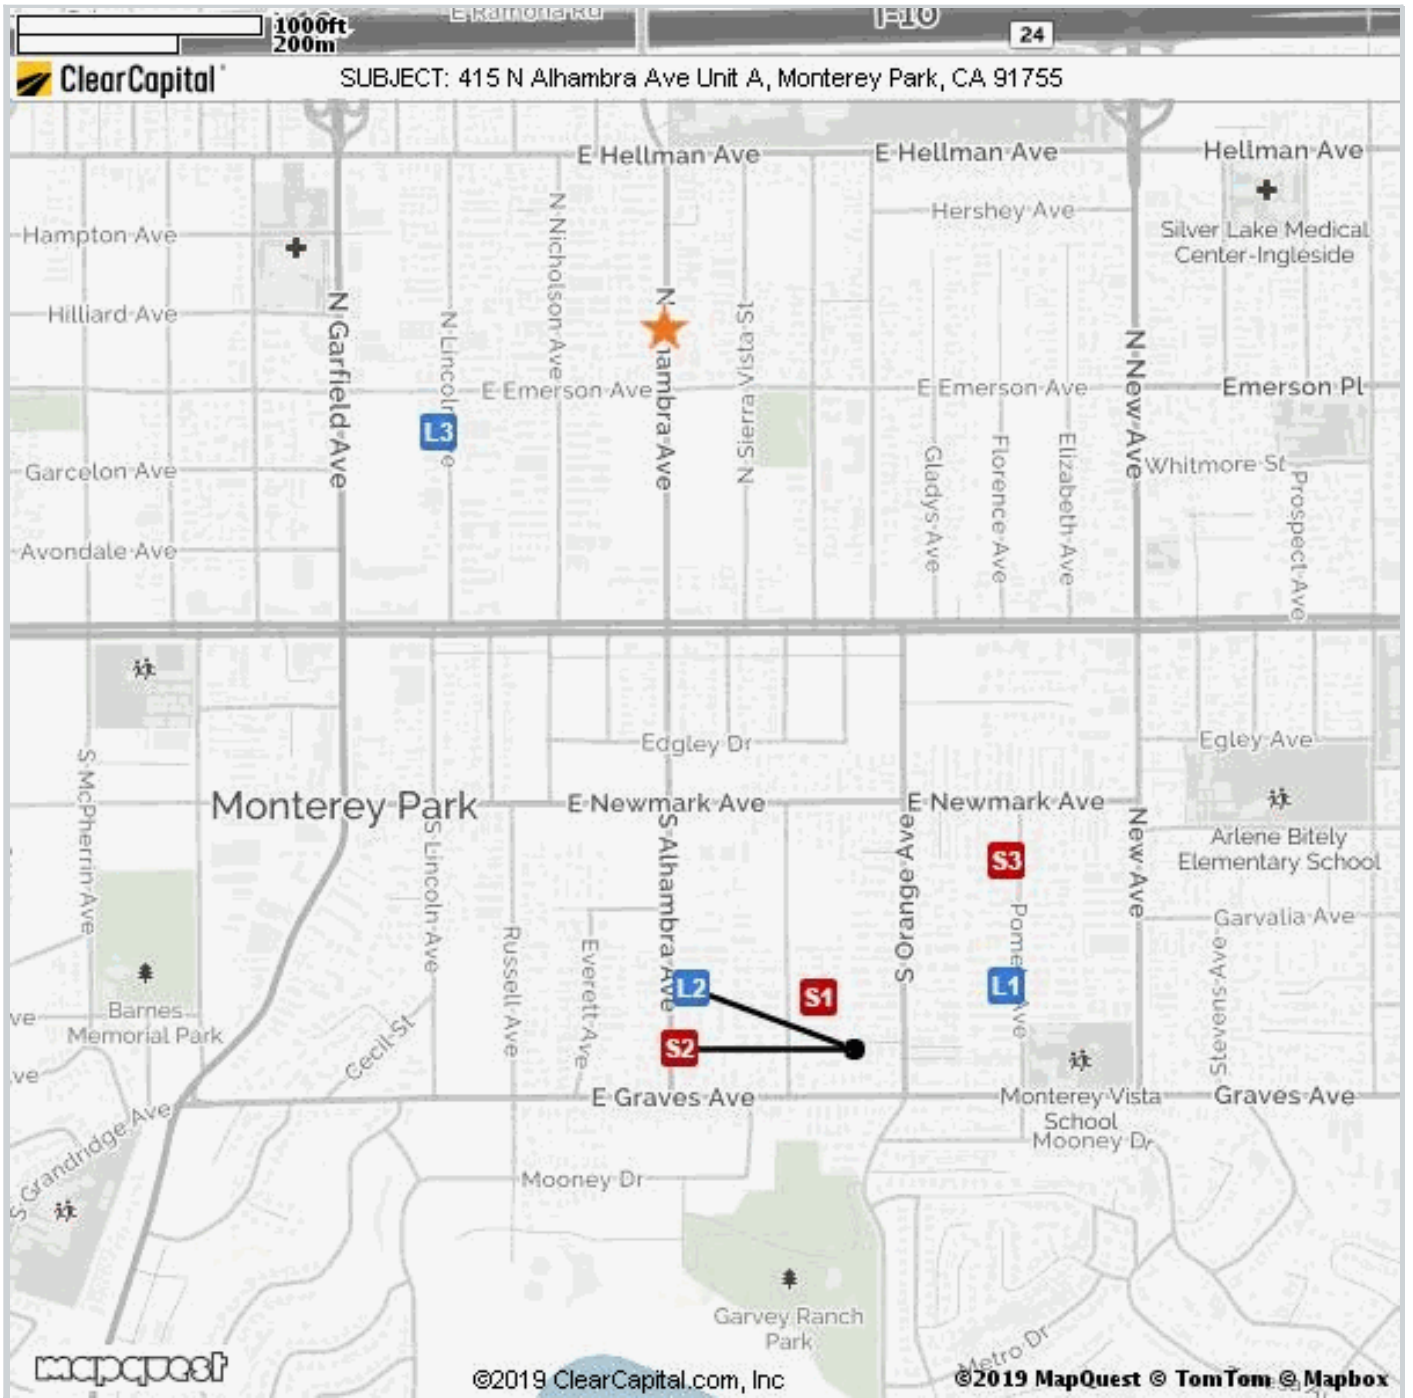 E Ramona Rd
I-10
24
1000ft
200m
ClearCapital
SUBJECT: 415 N Alhambra Ave Unit A, Monterey Park, CA 91755
E Hellman Ave
E Hellman Ave
Hellman Ave
Hershey Ave
Hampton Ave
Silver Lake Medical
Center-Ingleside
Hilliard Ave
N Garfield Ave
N Nicholson Ave
N Sierra Vista St
N New Ave
E Emerson Ave
E Emerson Ave
Emerson Pl
L3
Garcelon Ave
Gladys Ave
Florence Ave
Elizabeth Ave
Whitmore St
Prospect Ave
Avondale Ave
Edgley Dr
Egley Ave
S McPherrin Ave
Monterey Park
E Newmark Ave
E Newmark Ave
S Lincoln Ave
S Alhambra Ave
S Orange Ave
New Ave
S3
Arlene Bitely
Elementary School
Garvalia Ave
Russell Ave
Everett Ave
L2
S1
L1
Stevens Ave
Barnes
Memorial Park
Cecil St
S2
E Graves Ave
Monterey Vista
School
Graves Ave
Mooney Dr
S Grandridge Ave
Mooney Dr
Garvey Ranch
Park
Metro Dr
mapquest
©2019 ClearCapital.com, Inc
©2019 MapQuest © TomTom © Mapbox